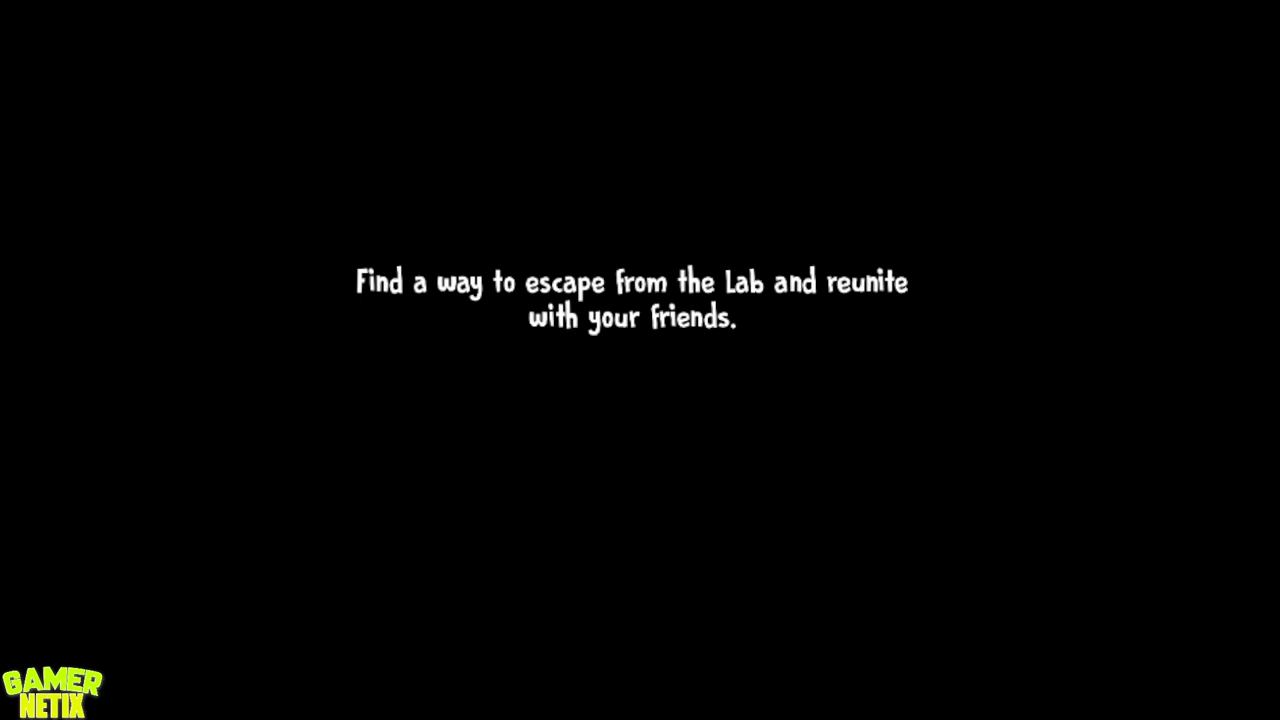 Find a way to escape from the Lab and reunite
with your friends.
GAMER
NETIX